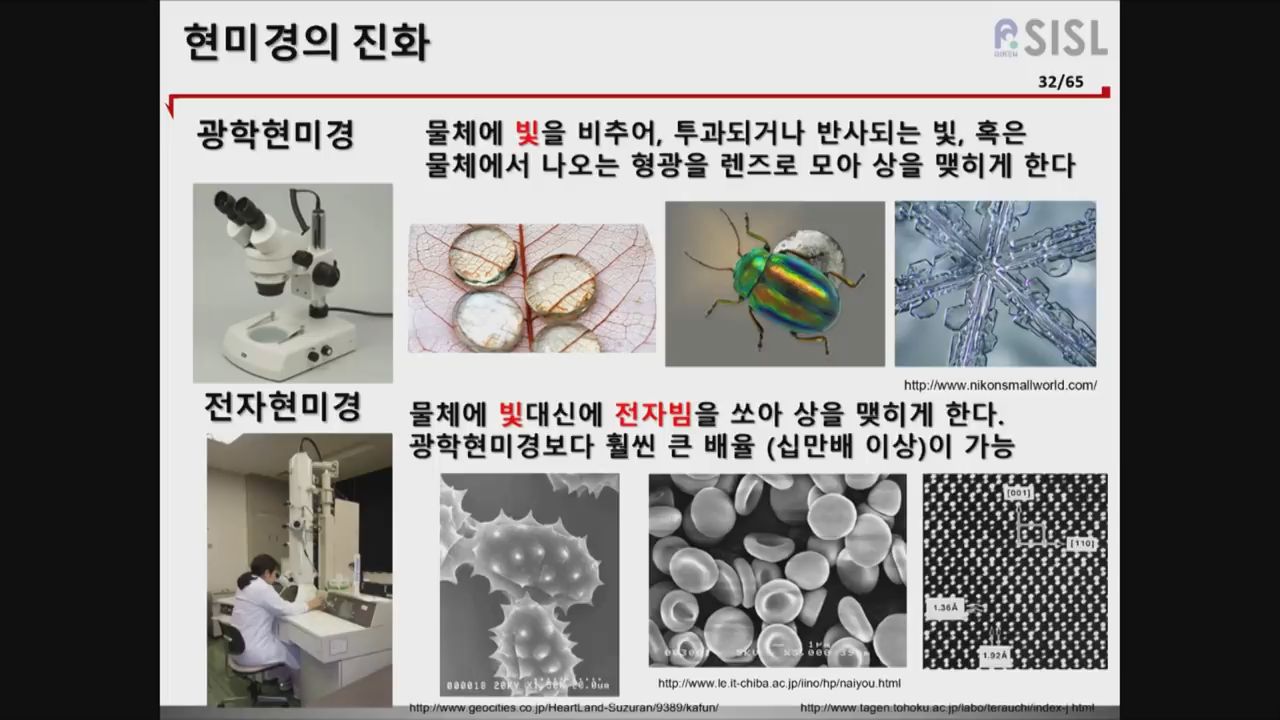 현미경의 진화
SISL
RIKEN
32/65
광학현미경
물체에 빛을 비추어, 투과되거나 반사되는 빛, 혹은
물체에서 나오는 형광을 렌즈로 모아 상을 맺히게 한다
http://www.nikonsmallworld.com/
전자현미경
물체에 빛대신에 전자빔을 쏘아 상을 맺히게 한다.
광학현미경보다 훨씬 큰 배율 (십만배 이상)이 가능
[001]
[110]
1.36Å
1.92Å
1µm
000018 20KV
http://www.le.it-chiba.ac.jp/iino/hp/naiyou.html
http://www.geocities.co.jp/HeartLand-Suzuran/9389/kafun/
http://www.tagen.tohoku.ac.jp/labo/terauchi/index-j.html